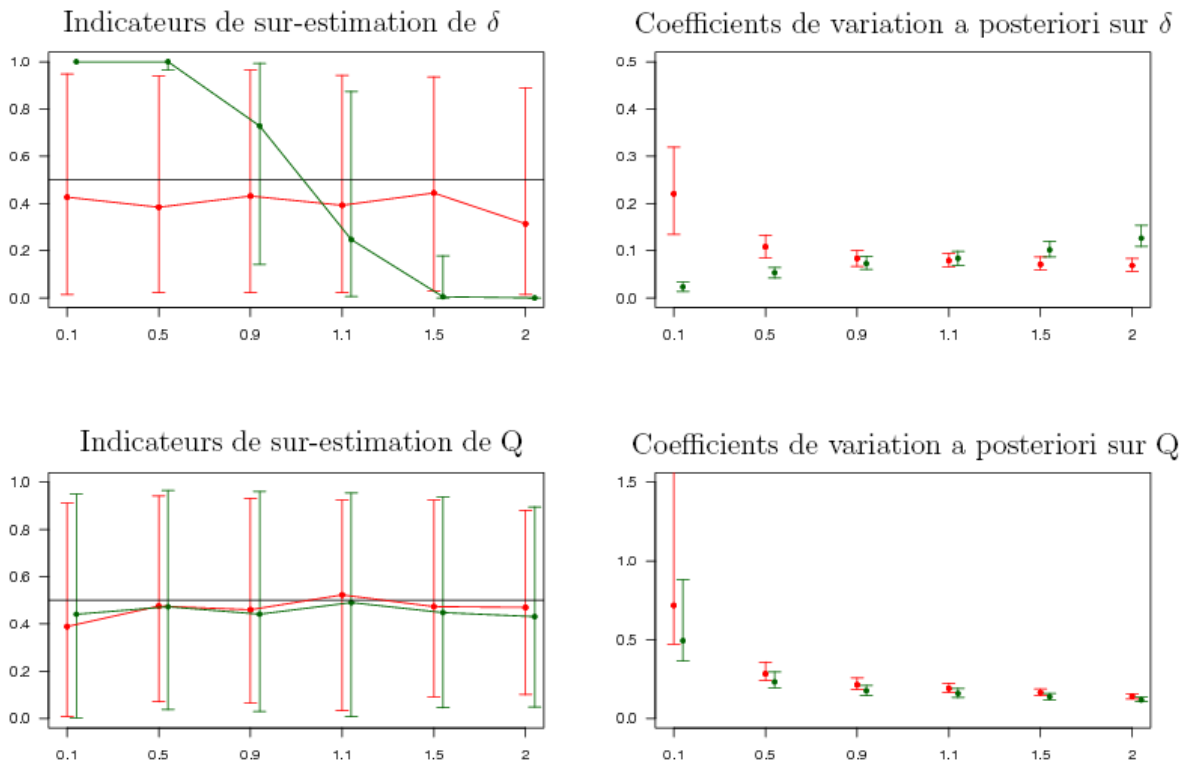 Indicateurs de sur-estimation de δ
1.0
0.8
0.6
0.4
0.2
0.0
0.1 0.5 0.9 1.1 1.5 2
Coefficients de variation a posteriori sur δ
0.5
0.4
0.3
0.2
0.1
0.0
0.1 0.5 0.9 1.1 1.5 2
Indicateurs de sur-estimation de Q
1.0
0.8
0.6
0.4
0.2
0.0
0.1 0.5 0.9 1.1 1.5 2
Coefficients de variation a posteriori sur Q
1.5
1.0
0.5
0.0
0.1 0.5 0.9 1.1 1.5 2